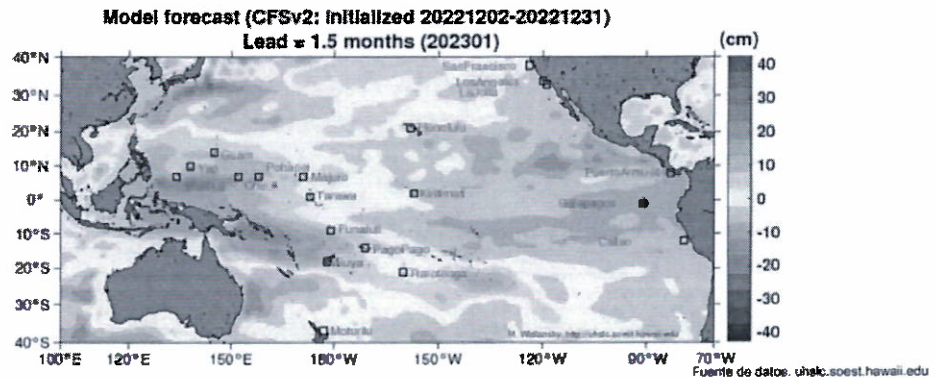 Model forecast (CFSv2: initialized 20221202-20221231)
Lead = 1.5 months (202301)
(cm)
40°N
30°N
20°N
10°N
0°
10°S
20°S
30°S
40°S
100°E
120°E
150°E
180°W
150°W
120°W
90°W
70°W
40
30
20
10
0
-10
-20
-30
-40
SanFrancisco
LosAngeles
LaJolla
Honolulu
Guam
Yap
Pohnpei
Majuro
Tarawa
Kiritimati
PuertoArmuelles
Galapagos
Funafuti
Callao
PagoPago
Suva
Rarotonga
Moturiki
Fuente de datos. uhslc.soest.hawaii.edu